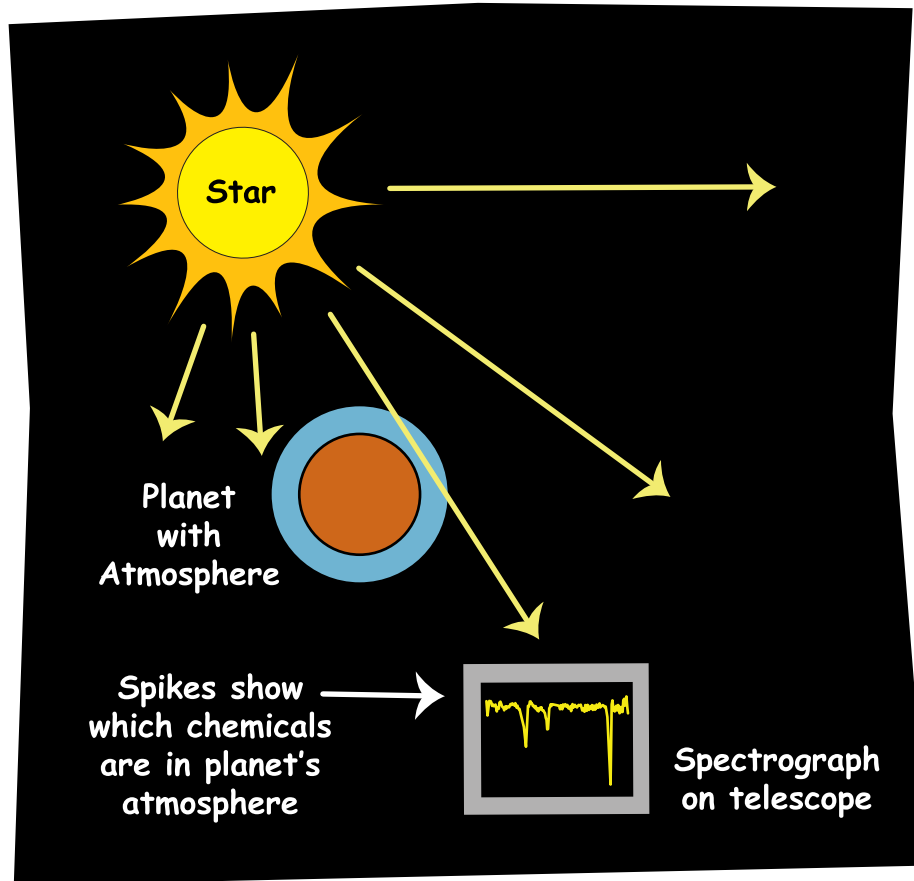 Star
Planet
with
Atmosphere
Spikes show
which chemicals
are in planet's
atmosphere
Spectrograph
on telescope